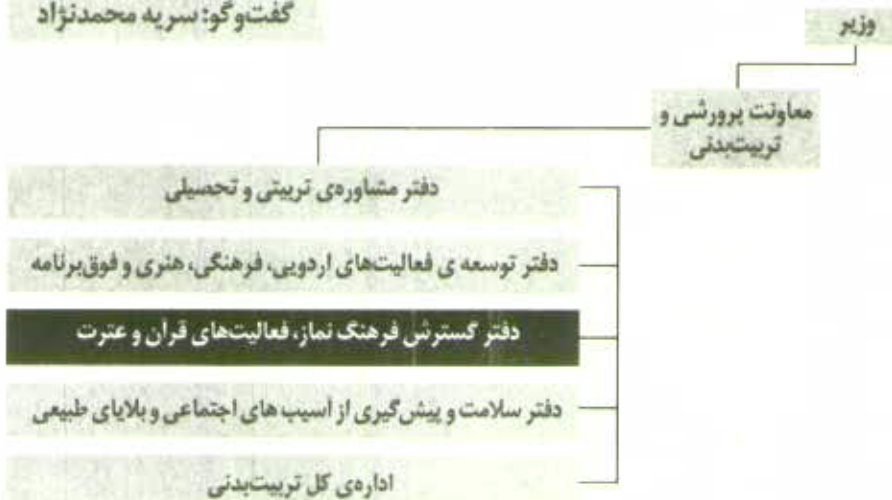 گفت‌وگو: سریه محمدنژاد
وزیر
معاونت پرورشی و
تربیت‌بدنی
دفتر مشاوره‌ی تربیتی و تحصیلی
دفتر توسعه ی فعالیت‌های اردویی، فرهنگی، هنری و فوق‌برنامه
دفتر گسترش فرهنگ نماز، فعالیت‌های قرآن و عترت
دفتر سلامت و پیش‌گیری از آسیب های اجتماعی و بلایای طبیعی
اداره‌ی کل تربیت‌بدنی